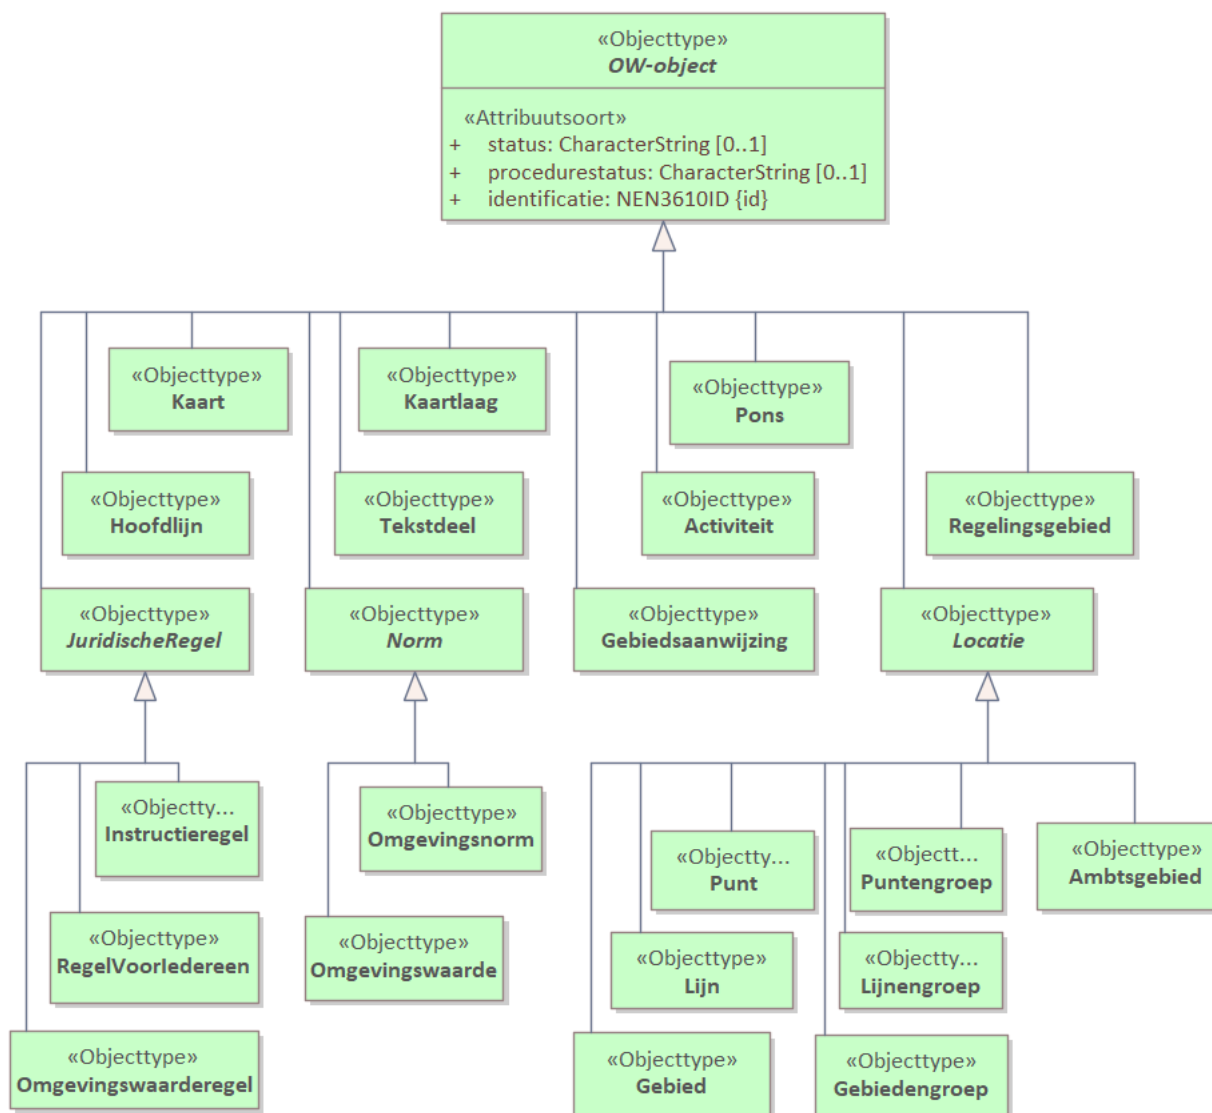 «Objecttype»
OW-object
«Attribuutsoort»
+ status: CharacterString [0..1]
+ procedurestatus: CharacterString [0..1]
+ identificatie: NEN3610ID {id}
«Objecttype»
Kaart
«Objecttype»
Kaartlaag
«Objecttype»
Pons
«Objecttype»
Hoofdlijn
«Objecttype»
Tekstdeel
«Objecttype»
Activiteit
«Objecttype»
Regelingsgebied
«Objecttype»
JuridischeRegel
«Objecttype»
Norm
«Objecttype»
Gebiedsaanwijzing
«Objecttype»
Locatie
«Objectty...
Instructieregel
«Objecttype»
Omgevingsnorm
«Objectty...
Punt
«Objectt...
Puntengroep
«Objecttype»
Ambtsgebied
«Objecttype»
RegelVoorIedereen
«Objecttype»
Omgevingswaarde
«Objecttype»
Lijn
«Objectty...
Lijnengroep
«Objecttype»
Omgevingswaarderegel
«Objecttype»
Gebied
«Objecttype»
Gebiedengroep